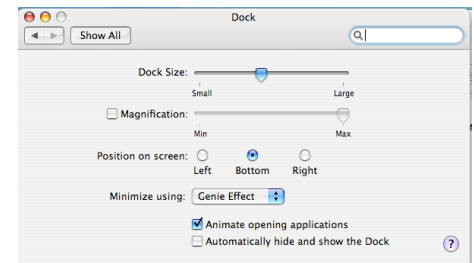 Dock
Show All
Dock Size:
Small Large
Magnification:
Min Max
Position on screen:
Left Bottom Right
Minimize using: Genie Effect
Animate opening applications
Automatically hide and show the Dock
?